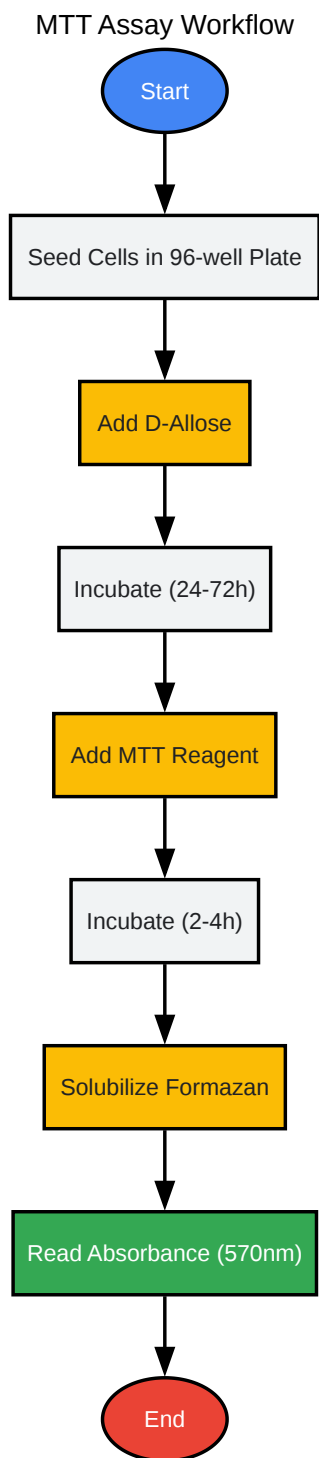 MTT Assay Workflow
Start
Seed Cells in 96-well Plate
Add D-Allose
Incubate (24-72h)
Add MTT Reagent
Incubate (2-4h)
Solubilize Formazan
Read Absorbance (570nm)
End